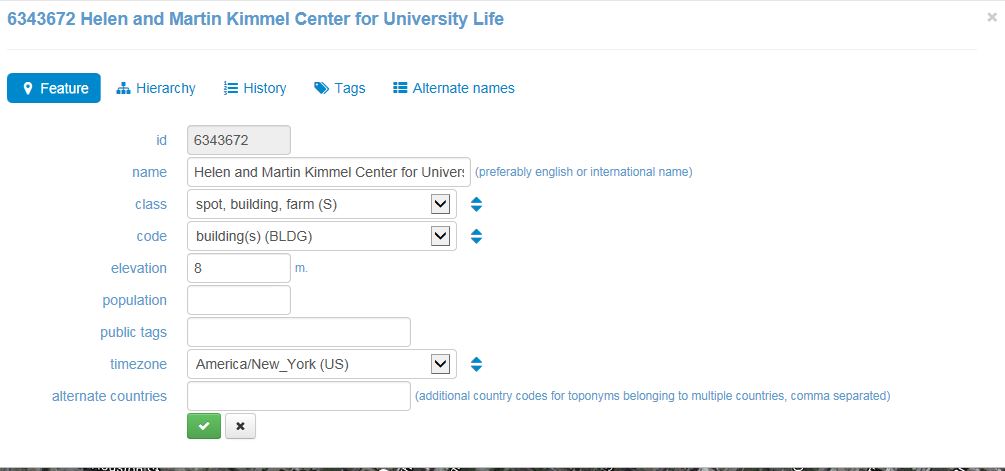 6343672 Helen and Martin Kimmel Center for University Life
Feature Hierarchy History Tags Alternate names
id 6343672
name Helen and Martin Kimmel Center for Univers (preferably english or international name)
class spot, building, farm (S)
code building(s) (BLDG)
elevation 8 m.
population
public tags
timezone America/New_York (US)
alternate countries (additional country codes for toponyms belonging to multiple countries, comma separated)